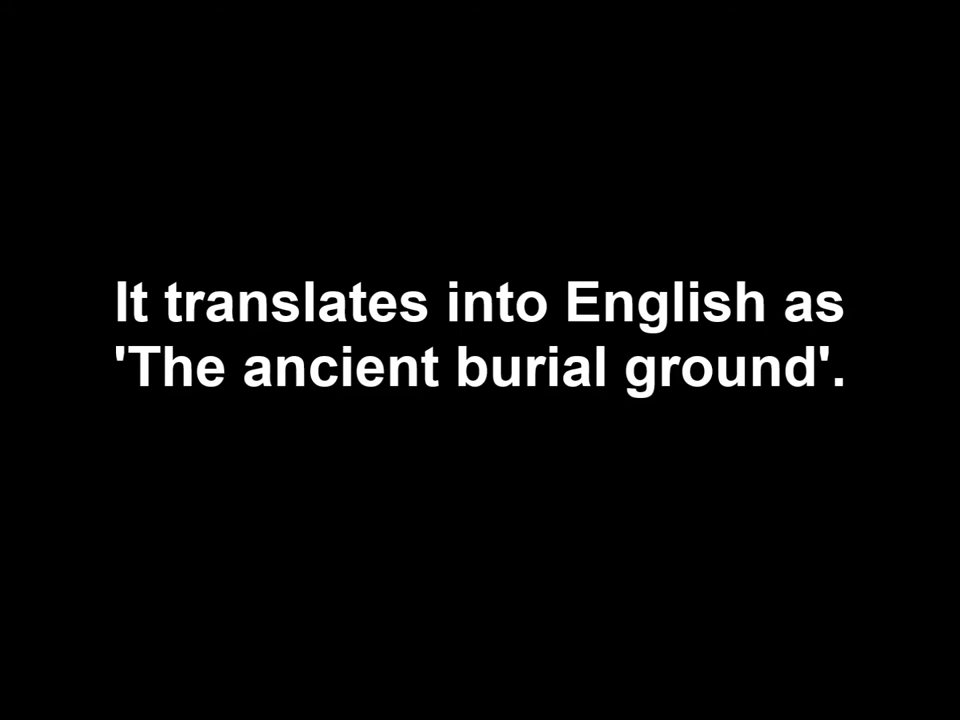 It translates into English as
'The ancient burial ground'.